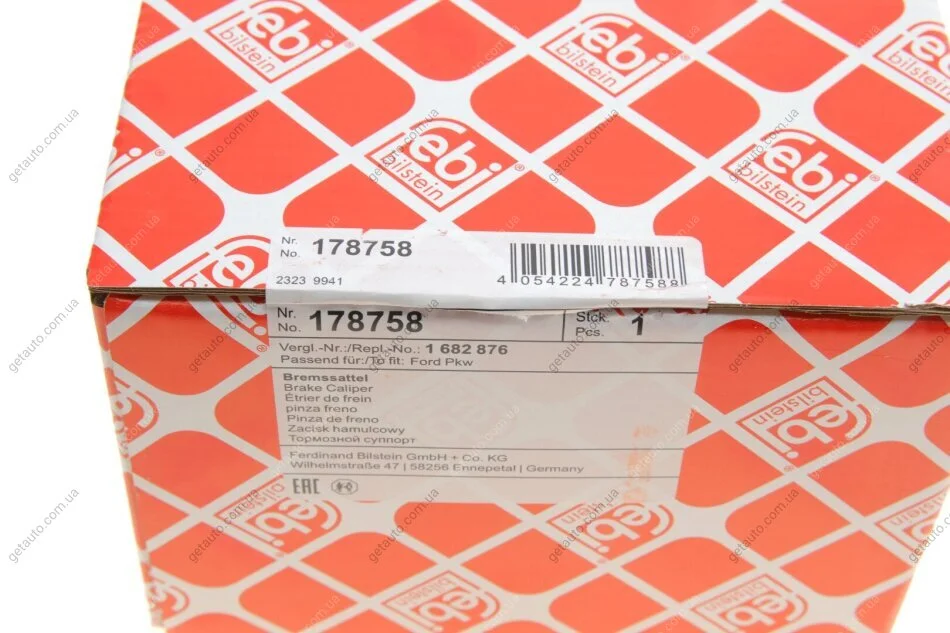 febi
bilstein
Nr. No. 178758
2323 9941
4 054224 787588
Nr. No. 178758
Stck. Pcs. 1
Vergl.-Nr.:/Repl.-No.: 1 682 876
Passend für:/To fit: Ford Pkw
Bremssattel
Brake Caliper
Étrier de frein
pinza freno
Pinza de freno
Zacisk hamulcowy
Тормозной суппорт
Ferdinand Bilstein GmbH + Co. KG
Wilhelmstraße 47 | 58256 Ennepetal | Germany
EAC
getauto.com.ua